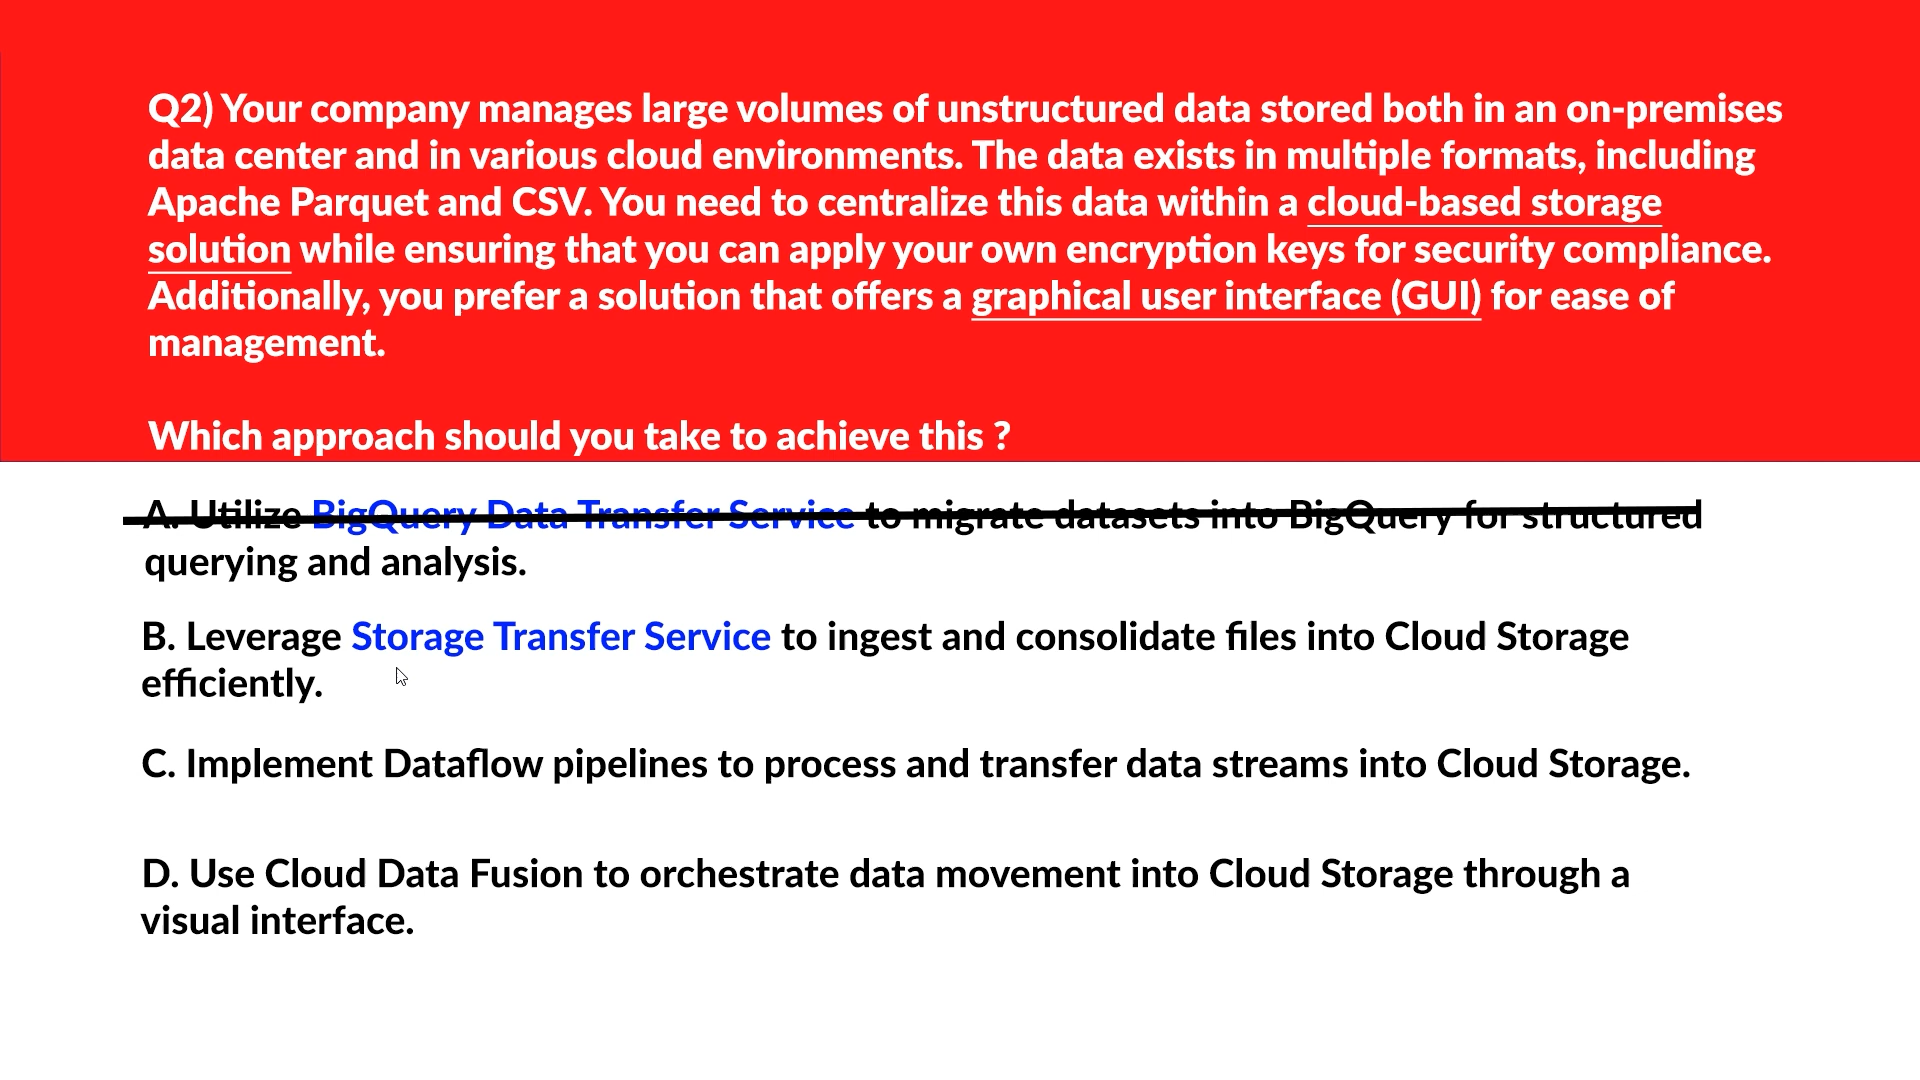 Q2) Your company manages large volumes of unstructured data stored both in an on-premises
data center and in various cloud environments. The data exists in multiple formats, including
Apache Parquet and CSV. You need to centralize this data within a cloud-based storage
solution while ensuring that you can apply your own encryption keys for security compliance.
Additionally, you prefer a solution that offers a graphical user interface (GUI) for ease of
management.
Which approach should you take to achieve this ?
A. Utilize BigQuery Data Transfer Service to migrate datasets into BigQuery for structured
querying and analysis.
B. Leverage Storage Transfer Service to ingest and consolidate files into Cloud Storage
efficiently.
C. Implement Dataflow pipelines to process and transfer data streams into Cloud Storage.
D. Use Cloud Data Fusion to orchestrate data movement into Cloud Storage through a
visual interface.